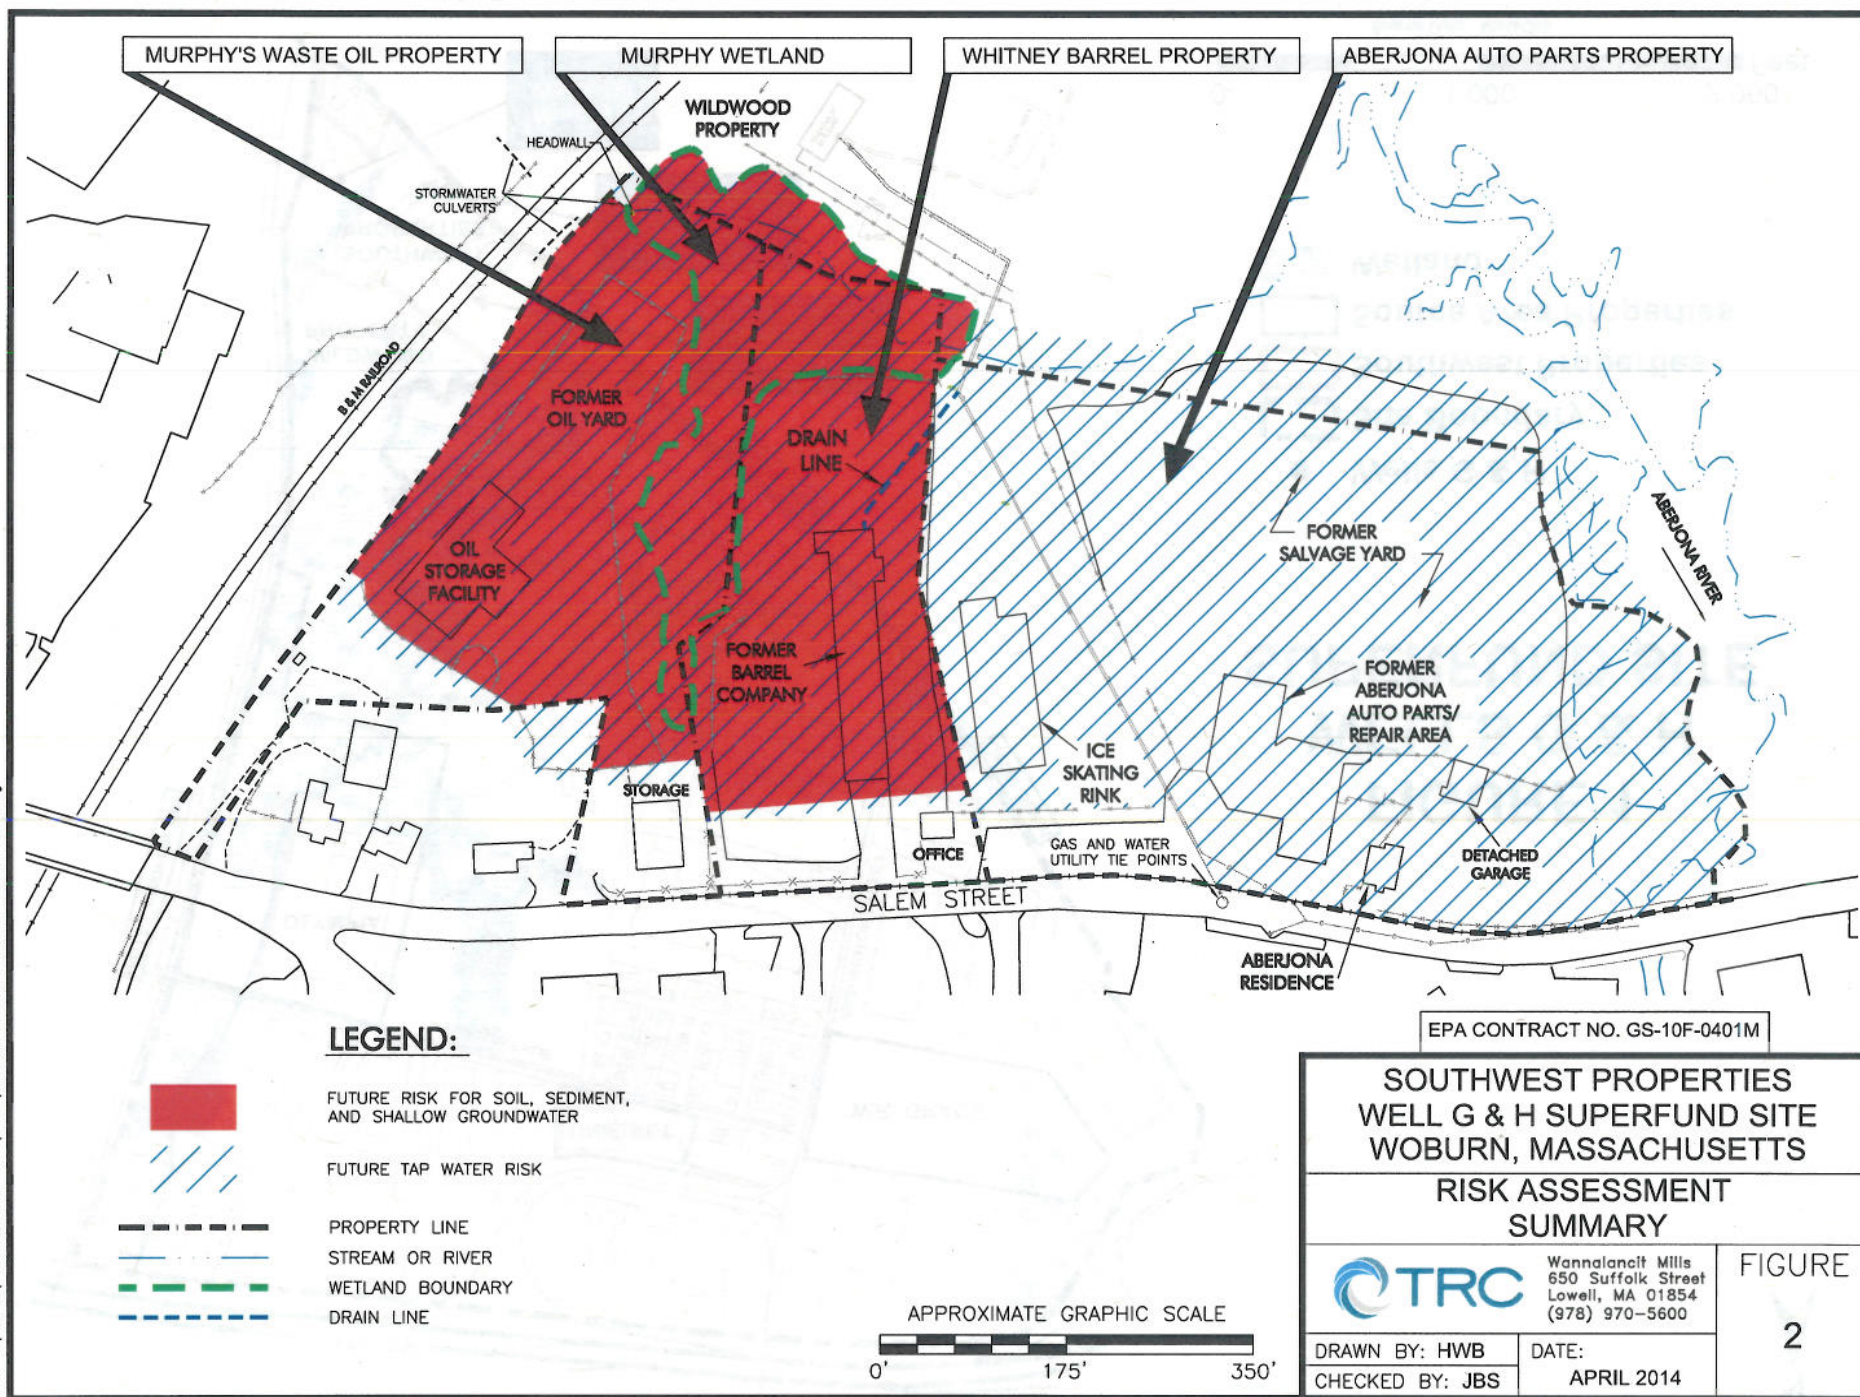 MURPHY'S WASTE OIL PROPERTY
MURPHY WETLAND
WHITNEY BARREL PROPERTY
ABERJONA AUTO PARTS PROPERTY
WILDWOOD
PROPERTY
HEADWALL
STORMWATER
CULVERTS
B & M RAILROAD
FORMER
OIL YARD
DRAIN
LINE
OIL
STORAGE
FACILITY
FORMER
BARREL
COMPANY
FORMER
SALVAGE YARD
ABERJONA RIVER
FORMER
ABERJONA
AUTO PARTS/
REPAIR AREA
ICE
SKATING
RINK
STORAGE
OFFICE
GAS AND WATER
UTILITY TIE POINTS
DETACHED
GARAGE
SALEM STREET
ABERJONA
RESIDENCE
LEGEND:
FUTURE RISK FOR SOIL, SEDIMENT,
AND SHALLOW GROUNDWATER
FUTURE TAP WATER RISK
PROPERTY LINE
STREAM OR RIVER
WETLAND BOUNDARY
DRAIN LINE
APPROXIMATE GRAPHIC SCALE
0' 175' 350'
EPA CONTRACT NO. GS-10F-0401M
SOUTHWEST PROPERTIES
WELL G & H SUPERFUND SITE
WOBURN, MASSACHUSETTS
RISK ASSESSMENT
SUMMARY
TRC
Wannalancit Mills
650 Suffolk Street
Lowell, MA 01854
(978) 970-5600
FIGURE
2
DRAWN BY: HWB
CHECKED BY: JBS
DATE:
APRIL 2014